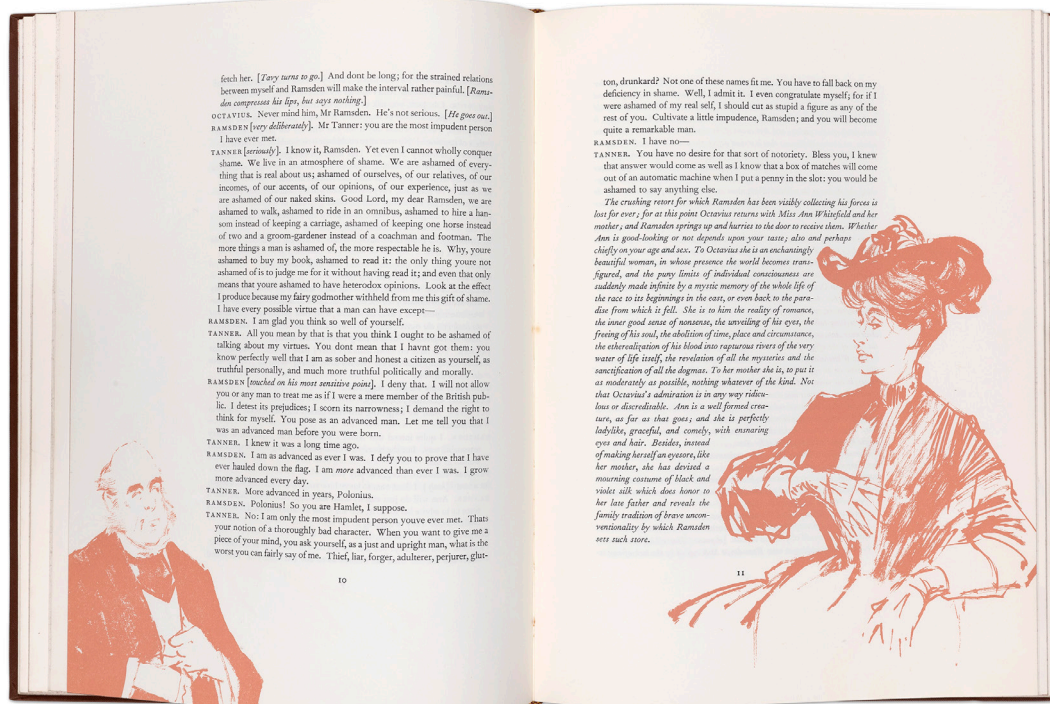 fetch her. [Tavy turns to go.] And dont be long; for the strained relations
between myself and Ramsden will make the interval rather painful. [Rams-
den compresses his lips, but says nothing.]
OCTAVIUS. Never mind him, Mr Ramsden. He's not serious. [He goes out.]
RAMSDEN [very deliberately]. Mr Tanner: you are the most impudent person
I have ever met.
TANNER [seriously]. I know it, Ramsden. Yet even I cannot wholly conquer
shame. We live in an atmosphere of shame. We are ashamed of every-
thing that is real about us; ashamed of ourselves, of our relatives, of our
incomes, of our accents, of our opinions, of our experience, just as we
are ashamed of our naked skins. Good Lord, my dear Ramsden, we are
ashamed to walk, ashamed to ride in an omnibus, ashamed to hire a han-
som instead of keeping a carriage, ashamed of keeping one horse instead
of two and a groom-gardener instead of a coachman and footman. The
more things a man is ashamed of, the more respectable he is. Why, youre
ashamed to buy my book, ashamed to read it: the only thing youre not
ashamed of is to judge me for it without having read it; and even that only
means that youre ashamed to have heterodox opinions. Look at the effect
I produce because my fairy godmother withheld from me this gift of shame.
I have every possible virtue that a man can have except—
RAMSDEN. I am glad you think so well of yourself.
TANNER. All you mean by that is that you think I ought to be ashamed of
talking about my virtues. You dont mean that I havnt got them: you
know perfectly well that I am as sober and honest a citizen as yourself, as
truthful personally, and much more truthful politically and morally.
RAMSDEN [touched on his most sensitive point]. I deny that. I will not allow
you or any man to treat me as if I were a mere member of the British pub-
lic. I detest its prejudices; I scorn its narrowness; I demand the right to
think for myself. You pose as an advanced man. Let me tell you that I
was an advanced man before you were born.
TANNER. I knew it was a long time ago.
RAMSDEN. I am as advanced as ever I was. I defy you to prove that I have
ever hauled down the flag. I am more advanced than ever I was. I grow
more advanced every day.
TANNER. More advanced in years, Polonius.
RAMSDEN. Polonius! So you are Hamlet, I suppose.
TANNER. No: I am only the most impudent person youve ever met. Thats
your notion of a thoroughly bad character. When you want to give me a
piece of your mind, you ask yourself, as a just and upright man, what is the
worst you can fairly say of me. Thief, liar, forger, adulterer, perjurer, glut-
10
ton, drunkard? Not one of these names fit me. You have to fall back on my
deficiency in shame. Well, I admit it. I even congratulate myself; for if I
were ashamed of my real self, I should cut as stupid a figure as any of the
rest of you. Cultivate a little impudence, Ramsden; and you will become
quite a remarkable man.
RAMSDEN. I have no—
TANNER. You have no desire for that sort of notoriety. Bless you, I knew
that answer would come as well as I know that a box of matches will come
out of an automatic machine when I put a penny in the slot: you would be
ashamed to say anything else.
The crushing retort for which Ramsden has been visibly collecting his forces is
lost for ever; for at this point Octavius returns with Miss Ann Whitefield and her
mother; and Ramsden springs up and hurries to the door to receive them. Whether
Ann is good-looking or not depends upon your taste; also and perhaps
chiefly on your age and sex. To Octavius she is an enchantingly
beautiful woman, in whose presence the world becomes trans-
figured, and the puny limits of individual consciousness are
suddenly made infinite by a mystic memory of the whole life of
the race to its beginnings in the east, or even back to the para-
dise from which it fell. She is to him the reality of romance,
the inner good sense of nonsense, the unveiling of his eyes, the
freeing of his soul, the abolition of time, place and circumstance,
the etherealization of his blood into rapturous rivers of the very
water of life itself, the revelation of all the mysteries and the
sanctification of all the dogmas. To her mother she is, to put it
as moderately as possible, nothing whatever of the kind. Not
that Octavius's admiration is in any way ridicu-
lous or discreditable. Ann is a well formed crea-
ture, as far as that goes; and she is perfectly
ladylike, graceful, and comely, with ensnaring
eyes and hair. Besides, instead
of making herself an eyesore, like
her mother, she has devised a
mourning costume of black and
violet silk which does honor to
her late father and reveals the
family tradition of brave uncon-
ventionality by which Ramsden
sets such store.
11